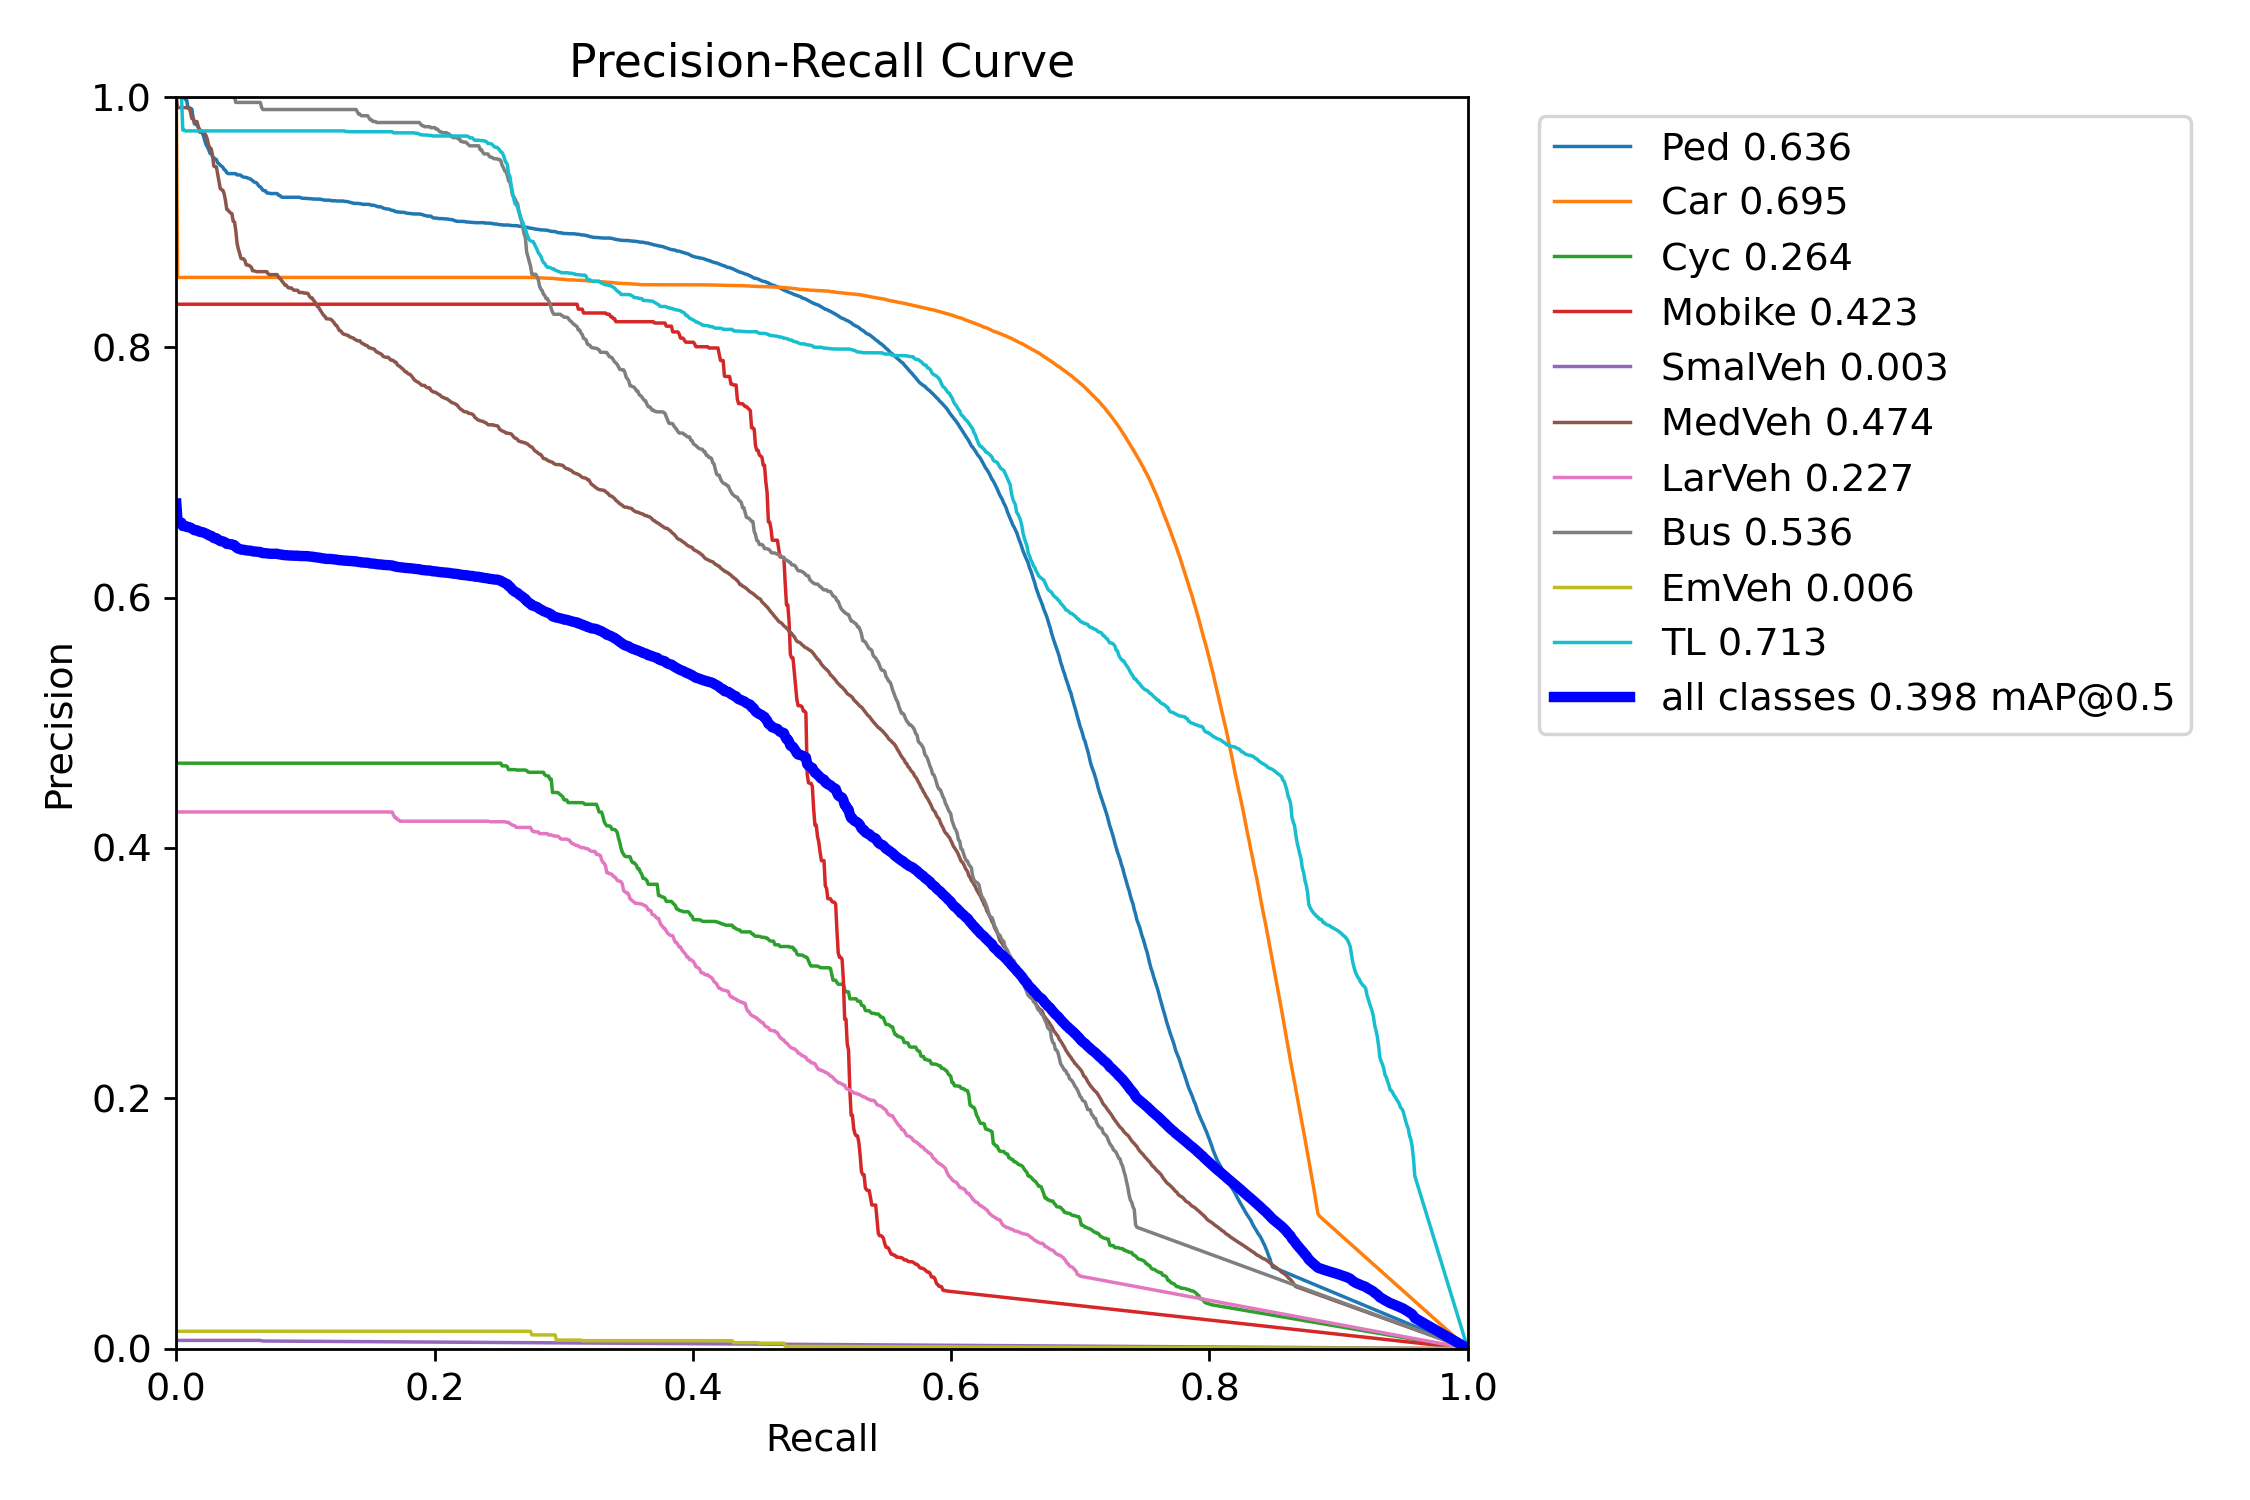 Precision-Recall Curve
1.0
0.8
0.6
0.4
0.2
0.0
Precision
0.0 0.2 0.4 0.6 0.8 1.0
Recall
Ped 0.636
Car 0.695
Cyc 0.264
Mobike 0.423
SmalVeh 0.003
MedVeh 0.474
LarVeh 0.227
Bus 0.536
EmVeh 0.006
TL 0.713
all classes 0.398 mAP@0.5